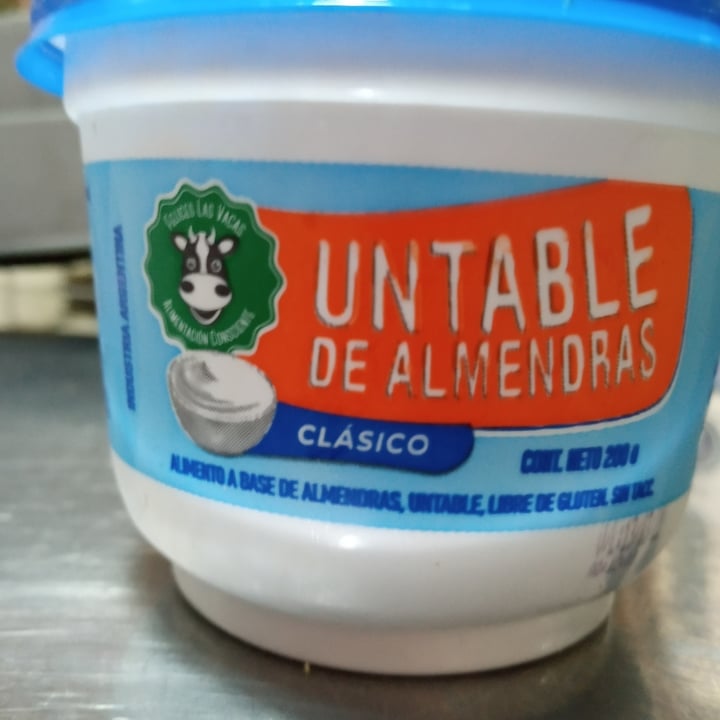 FELICES LAS VACAS
ALIMENTACIÓN CONSCIENTE
UNTABLE
DE ALMENDRAS
CLÁSICO
CONT. NETO 200 g
ALIMENTO A BASE DE ALMENDRAS, UNTABLE, LIBRE DE GLUTEN. SIN TACC.
INDUSTRIA ARGENTINA